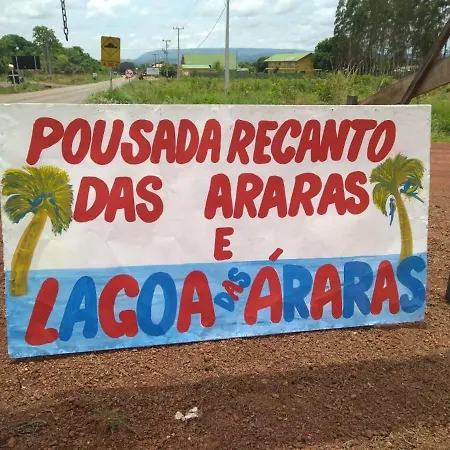 POUSADA RECANTO
DAS ARARAS
E
LAGOA DAS ÁRARAS